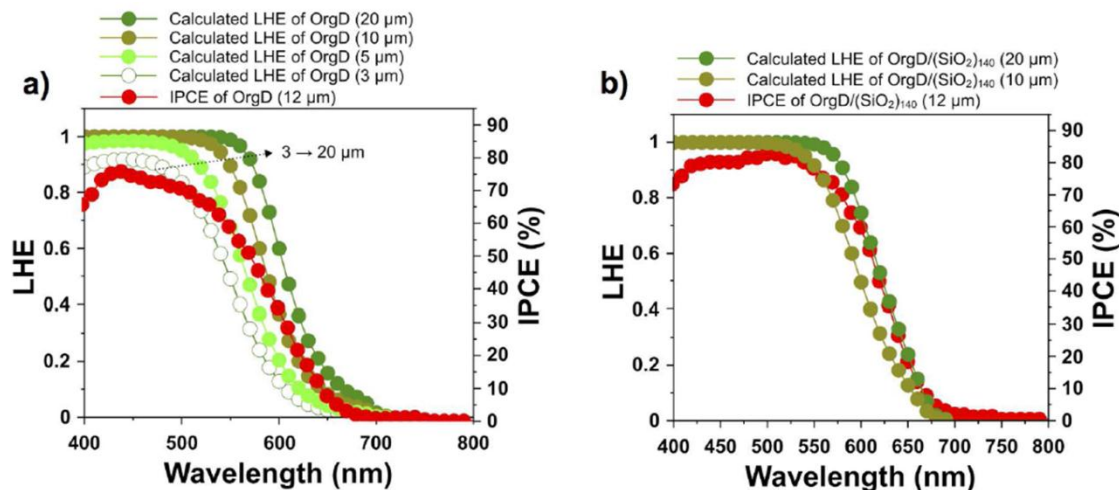 Calculated LHE of OrgD (20 μm)
Calculated LHE of OrgD (10 μm)
Calculated LHE of OrgD (5 μm)
Calculated LHE of OrgD (3 μm)
IPCE of OrgD (12 μm)
a)
3 → 20 μm
LHE
1
0.8
0.6
0.4
0.2
0
IPCE (%)
90
80
70
60
50
40
30
20
10
0
400 500 600 700 800
Wavelength (nm)
Calculated LHE of OrgD/(SiO₂)₁₄₀ (20 μm)
Calculated LHE of OrgD/(SiO₂)₁₄₀ (10 μm)
IPCE of OrgD/(SiO₂)₁₄₀ (12 μm)
b)
LHE
1
0.8
0.6
0.4
0.2
0
IPCE (%)
90
80
70
60
50
40
30
20
10
0
400 450 500 550 600 650 700 750 800
Wavelength (nm)